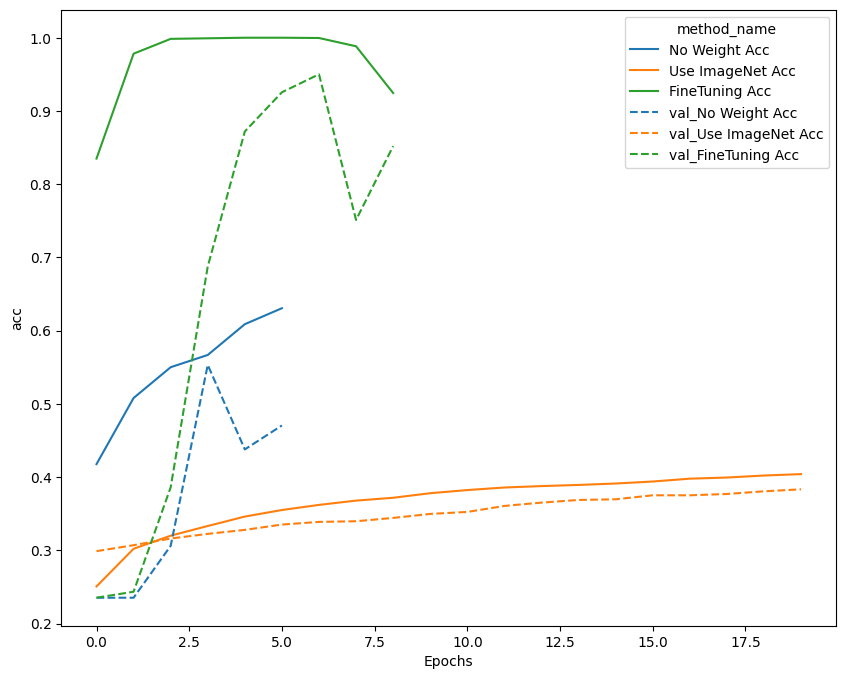 method_name
No Weight Acc
Use ImageNet Acc
FineTuning Acc
val_No Weight Acc
val_Use ImageNet Acc
val_FineTuning Acc
acc
1.0
0.9
0.8
0.7
0.6
0.5
0.4
0.3
0.2
0.0 2.5 5.0 7.5 10.0 12.5 15.0 17.5
Epochs